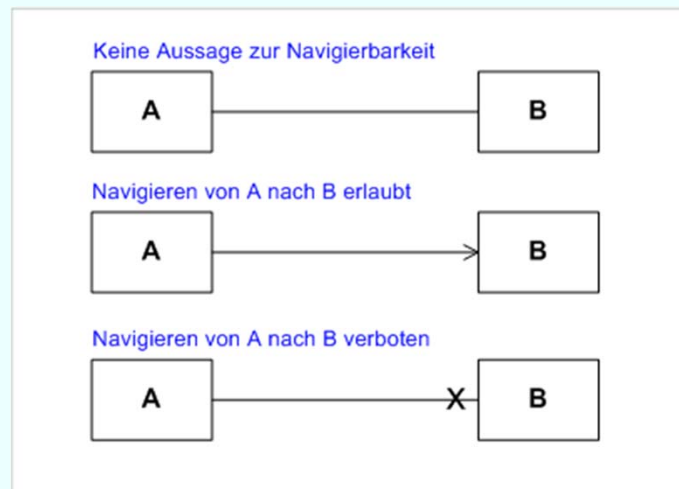 Keine Aussage zur Navigierbarkeit
A B
Navigieren von A nach B erlaubt
A B
Navigieren von A nach B verboten
A X B